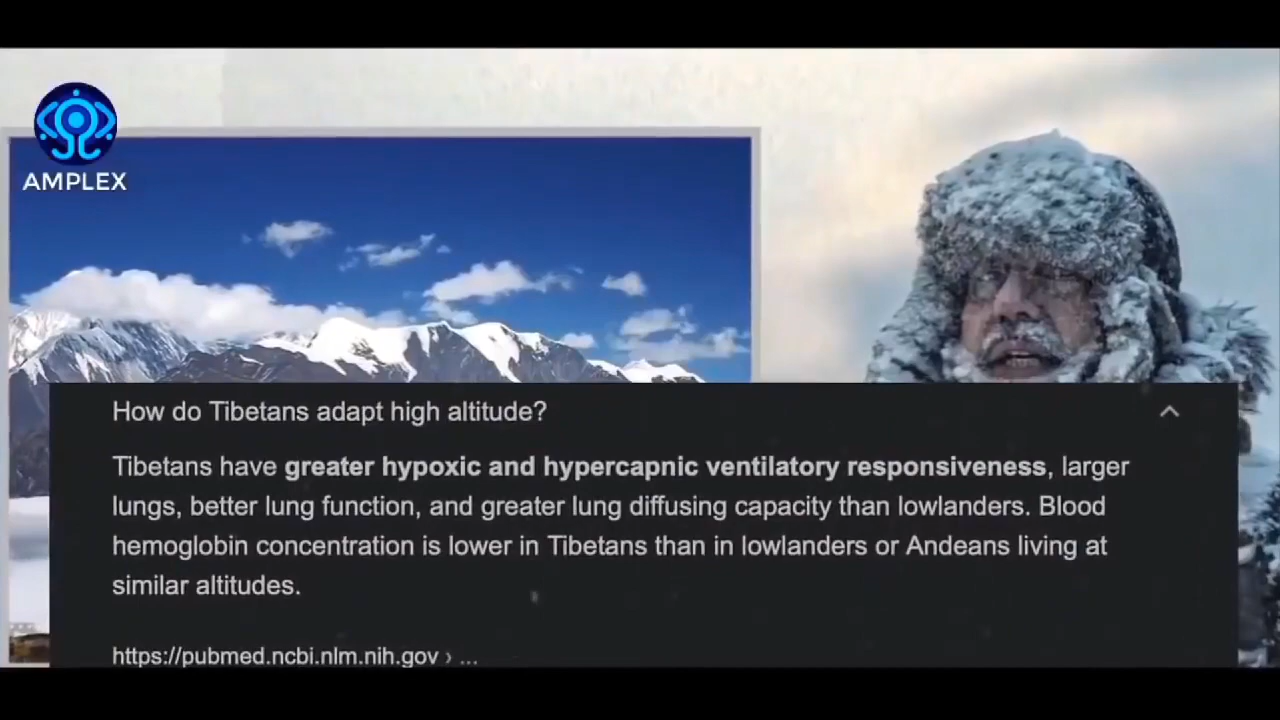 AMPLEX
How do Tibetans adapt high altitude?
Tibetans have greater hypoxic and hypercapnic ventilatory responsiveness, larger
lungs, better lung function, and greater lung diffusing capacity than lowlanders. Blood
hemoglobin concentration is lower in Tibetans than in lowlanders or Andeans living at
similar altitudes.
https://pubmed.ncbi.nlm.nih.gov › ...